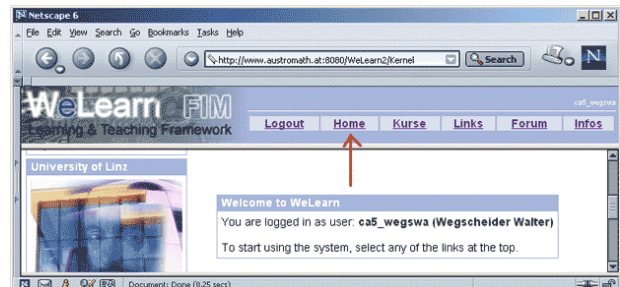 Netscape 6
File Edit View Search Go Bookmarks Tasks Help
http://www.austromath.at:8080/WeLearn2/Kernel Search N
WeLearn FIM
ca5_wegswa
Learning & Teaching Framework
Logout Home Kurse Links Forum Infos
University of Linz
Welcome to WeLearn
You are logged in as user: ca5_wegswa (Wegscheider Walter)
To start using the system, select any of the links at the top.
Document: Done (0.25 secs)